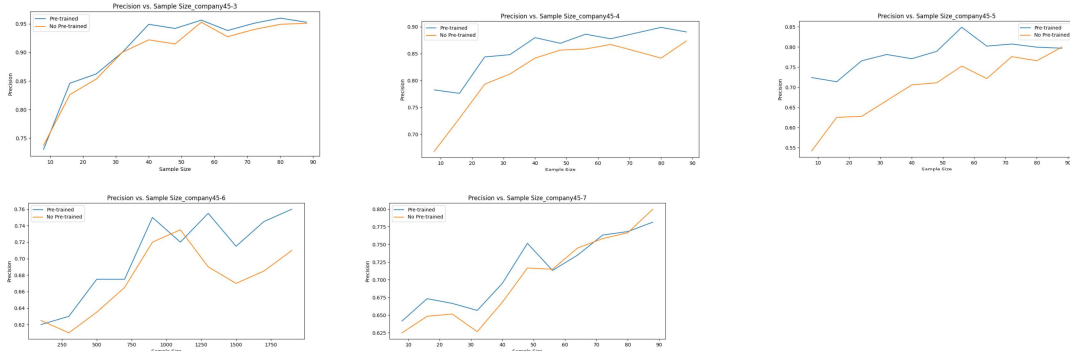 Precision vs. Sample Size_company45-3
Pre-trained
No Pre-trained
0.95
0.90
0.85
0.80
0.75
Precision
10 20 30 40 50 60 70 80 90
Sample Size
Precision vs. Sample Size_company45-4
Pre-trained
No Pre-trained
0.90
0.85
0.80
0.75
0.70
Precision
10 20 30 40 50 60 70 80 90
Sample Size
Precision vs. Sample Size_company45-5
Pre-trained
No Pre-trained
0.85
0.80
0.75
0.70
0.65
0.60
0.55
Precision
10 20 30 40 50 60 70 80 90
Sample Size
Precision vs. Sample Size_company45-6
Pre-trained
No Pre-trained
0.76
0.74
0.72
0.70
0.68
0.66
0.64
0.62
Precision
250 500 750 1000 1250 1500 1750
Sample Size
Precision vs. Sample Size_company45-7
Pre-trained
No Pre-trained
0.800
0.775
0.750
0.725
0.700
0.675
0.650
0.625
Precision
10 20 30 40 50 60 70 80 90
Sample Size